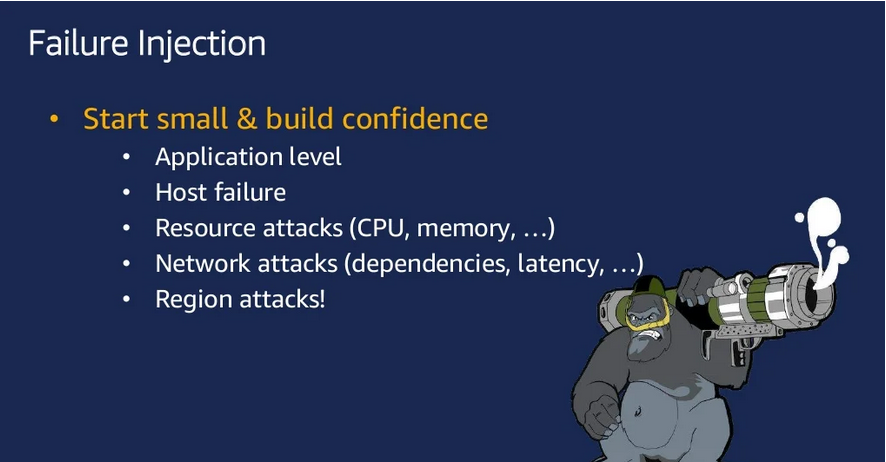 Failure Injection
• Start small & build confidence
• Application level
• Host failure
• Resource attacks (CPU, memory, …)
• Network attacks (dependencies, latency, …)
• Region attacks!